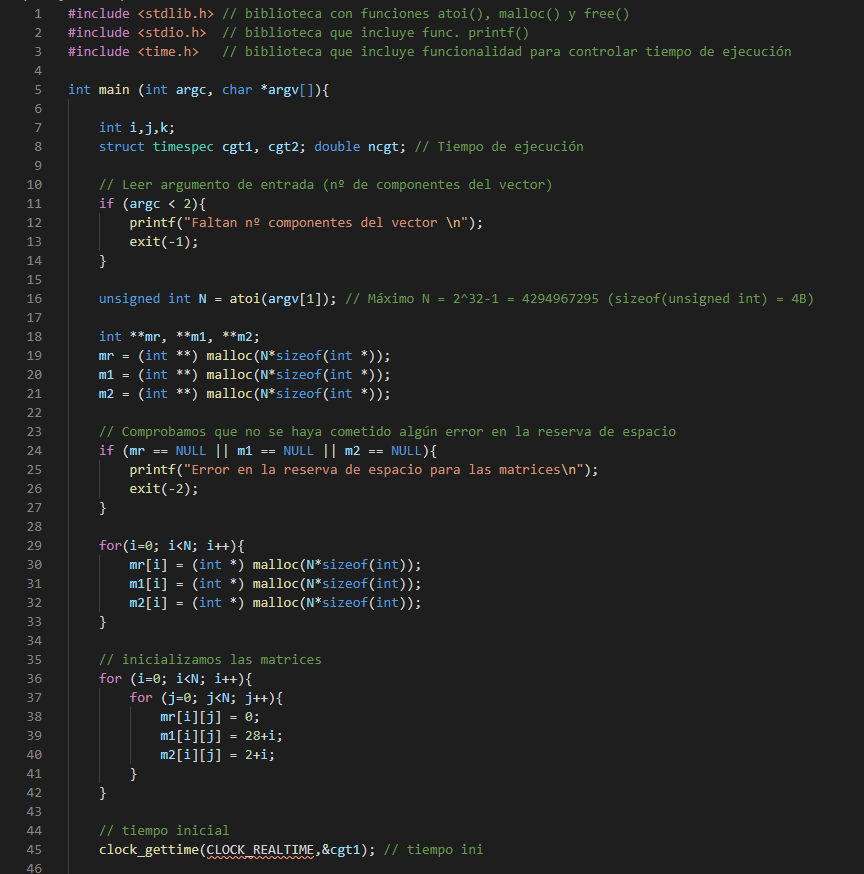 1 #include <stdlib.h> // biblioteca con funciones atoi(), malloc() y free()
2 #include <stdio.h>  // biblioteca que incluye func. printf()
3 #include <time.h>   // biblioteca que incluye funcionalidad para controlar tiempo de ejecución
4
5 int main (int argc, char *argv[]){
6
7     int i,j,k;
8     struct timespec cgt1, cgt2; double ncgt; // Tiempo de ejecución
9
10     // Leer argumento de entrada (nº de componentes del vector)
11     if (argc < 2){
12         printf("Faltan nº componentes del vector \n");
13         exit(-1);
14     }
15
16     unsigned int N = atoi(argv[1]); // Máximo N = 2^32-1 = 4294967295 (sizeof(unsigned int) = 4B)
17
18     int **mr, **m1, **m2;
19     mr = (int **) malloc(N*sizeof(int *));
20     m1 = (int **) malloc(N*sizeof(int *));
21     m2 = (int **) malloc(N*sizeof(int *));
22
23     // Comprobamos que no se haya cometido algún error en la reserva de espacio
24     if (mr == NULL || m1 == NULL || m2 == NULL){
25         printf("Error en la reserva de espacio para las matrices\n");
26         exit(-2);
27     }
28
29     for(i=0; i<N; i++){
30         mr[i] = (int *) malloc(N*sizeof(int));
31         m1[i] = (int *) malloc(N*sizeof(int));
32         m2[i] = (int *) malloc(N*sizeof(int));
33     }
34
35     // inicializamos las matrices
36     for (i=0; i<N; i++){
37         for (j=0; j<N; j++){
38             mr[i][j] = 0;
39             m1[i][j] = 28+i;
40             m2[i][j] = 2+i;
41         }
42     }
43
44     // tiempo inicial
45     clock_gettime(CLOCK_REALTIME,&cgt1); // tiempo ini
46